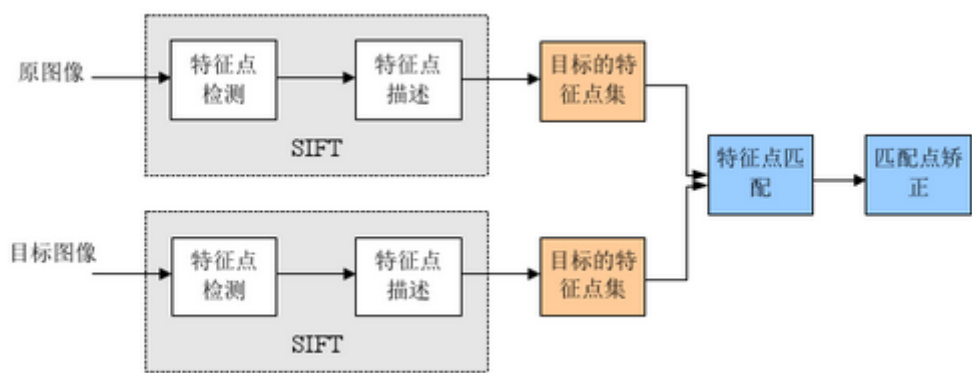 原图像
特征点
检测
特征点
描述
SIFT
目标的特
征点集
目标图像
特征点
检测
特征点
描述
SIFT
目标的特
征点集
特征点匹
配
匹配点矫
正